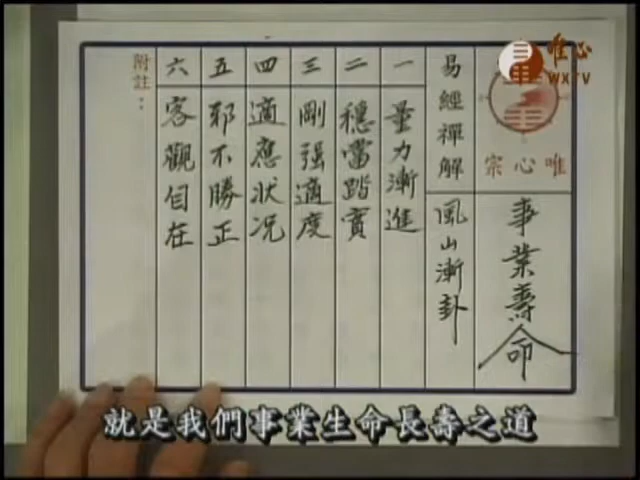 唯心
WXTV
唯心宗
事業壽命
易經禪解
風山漸卦
一
量力漸進
二
穩當踏實
三
剛強適度
四
適應狀况
五
邪不勝正
六
客觀自在
附註：
就是我們事業生命長壽之道